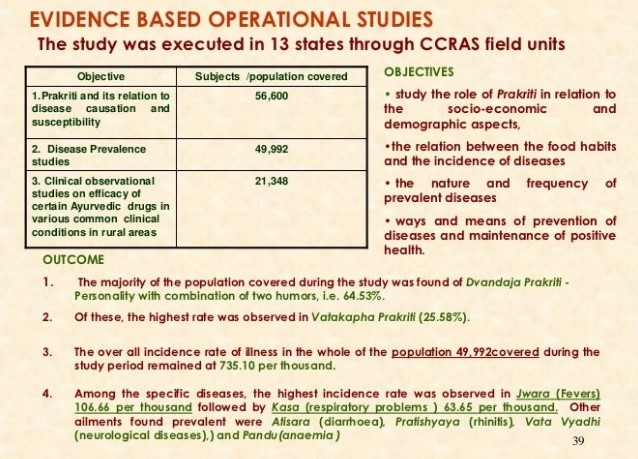 EVIDENCE BASED OPERATIONAL STUDIES
The study was executed in 13 states through CCRAS field units
Objective Subjects /population covered
1.Prakriti and its relation to
disease causation and
susceptibility
56,600
2. Disease Prevalence
studies
49,992
3. Clinical observational
studies on efficacy of
certain Ayurvedic drugs in
various common clinical
conditions in rural areas
21,348
OBJECTIVES
• study the role of Prakriti in relation to
the socio-economic and
demographic aspects,
•the relation between the food habits
and the incidence of diseases
• the nature and frequency of
prevalent diseases
• ways and means of prevention of
diseases and maintenance of positive
health.
OUTCOME
1. The majority of the population covered during the study was found of Dvandaja Prakriti -
Personality with combination of two humors, i.e. 64.53%.
2. Of these, the highest rate was observed in Vatakapha Prakriti (25.58%).
3. The over all incidence rate of illness in the whole of the population 49,992covered during the
study period remained at 735.10 per thousand.
4. Among the specific diseases, the highest incidence rate was observed in Jwara (Fevers)
106.66 per thousand followed by Kasa (respiratory problems ) 63.65 per thousand. Other
ailments found prevalent were Atisara (diarrhoea), Pratishyaya (rhinitis), Vata Vyadhi
(neurological diseases),) and Pandu(anaemia )
39